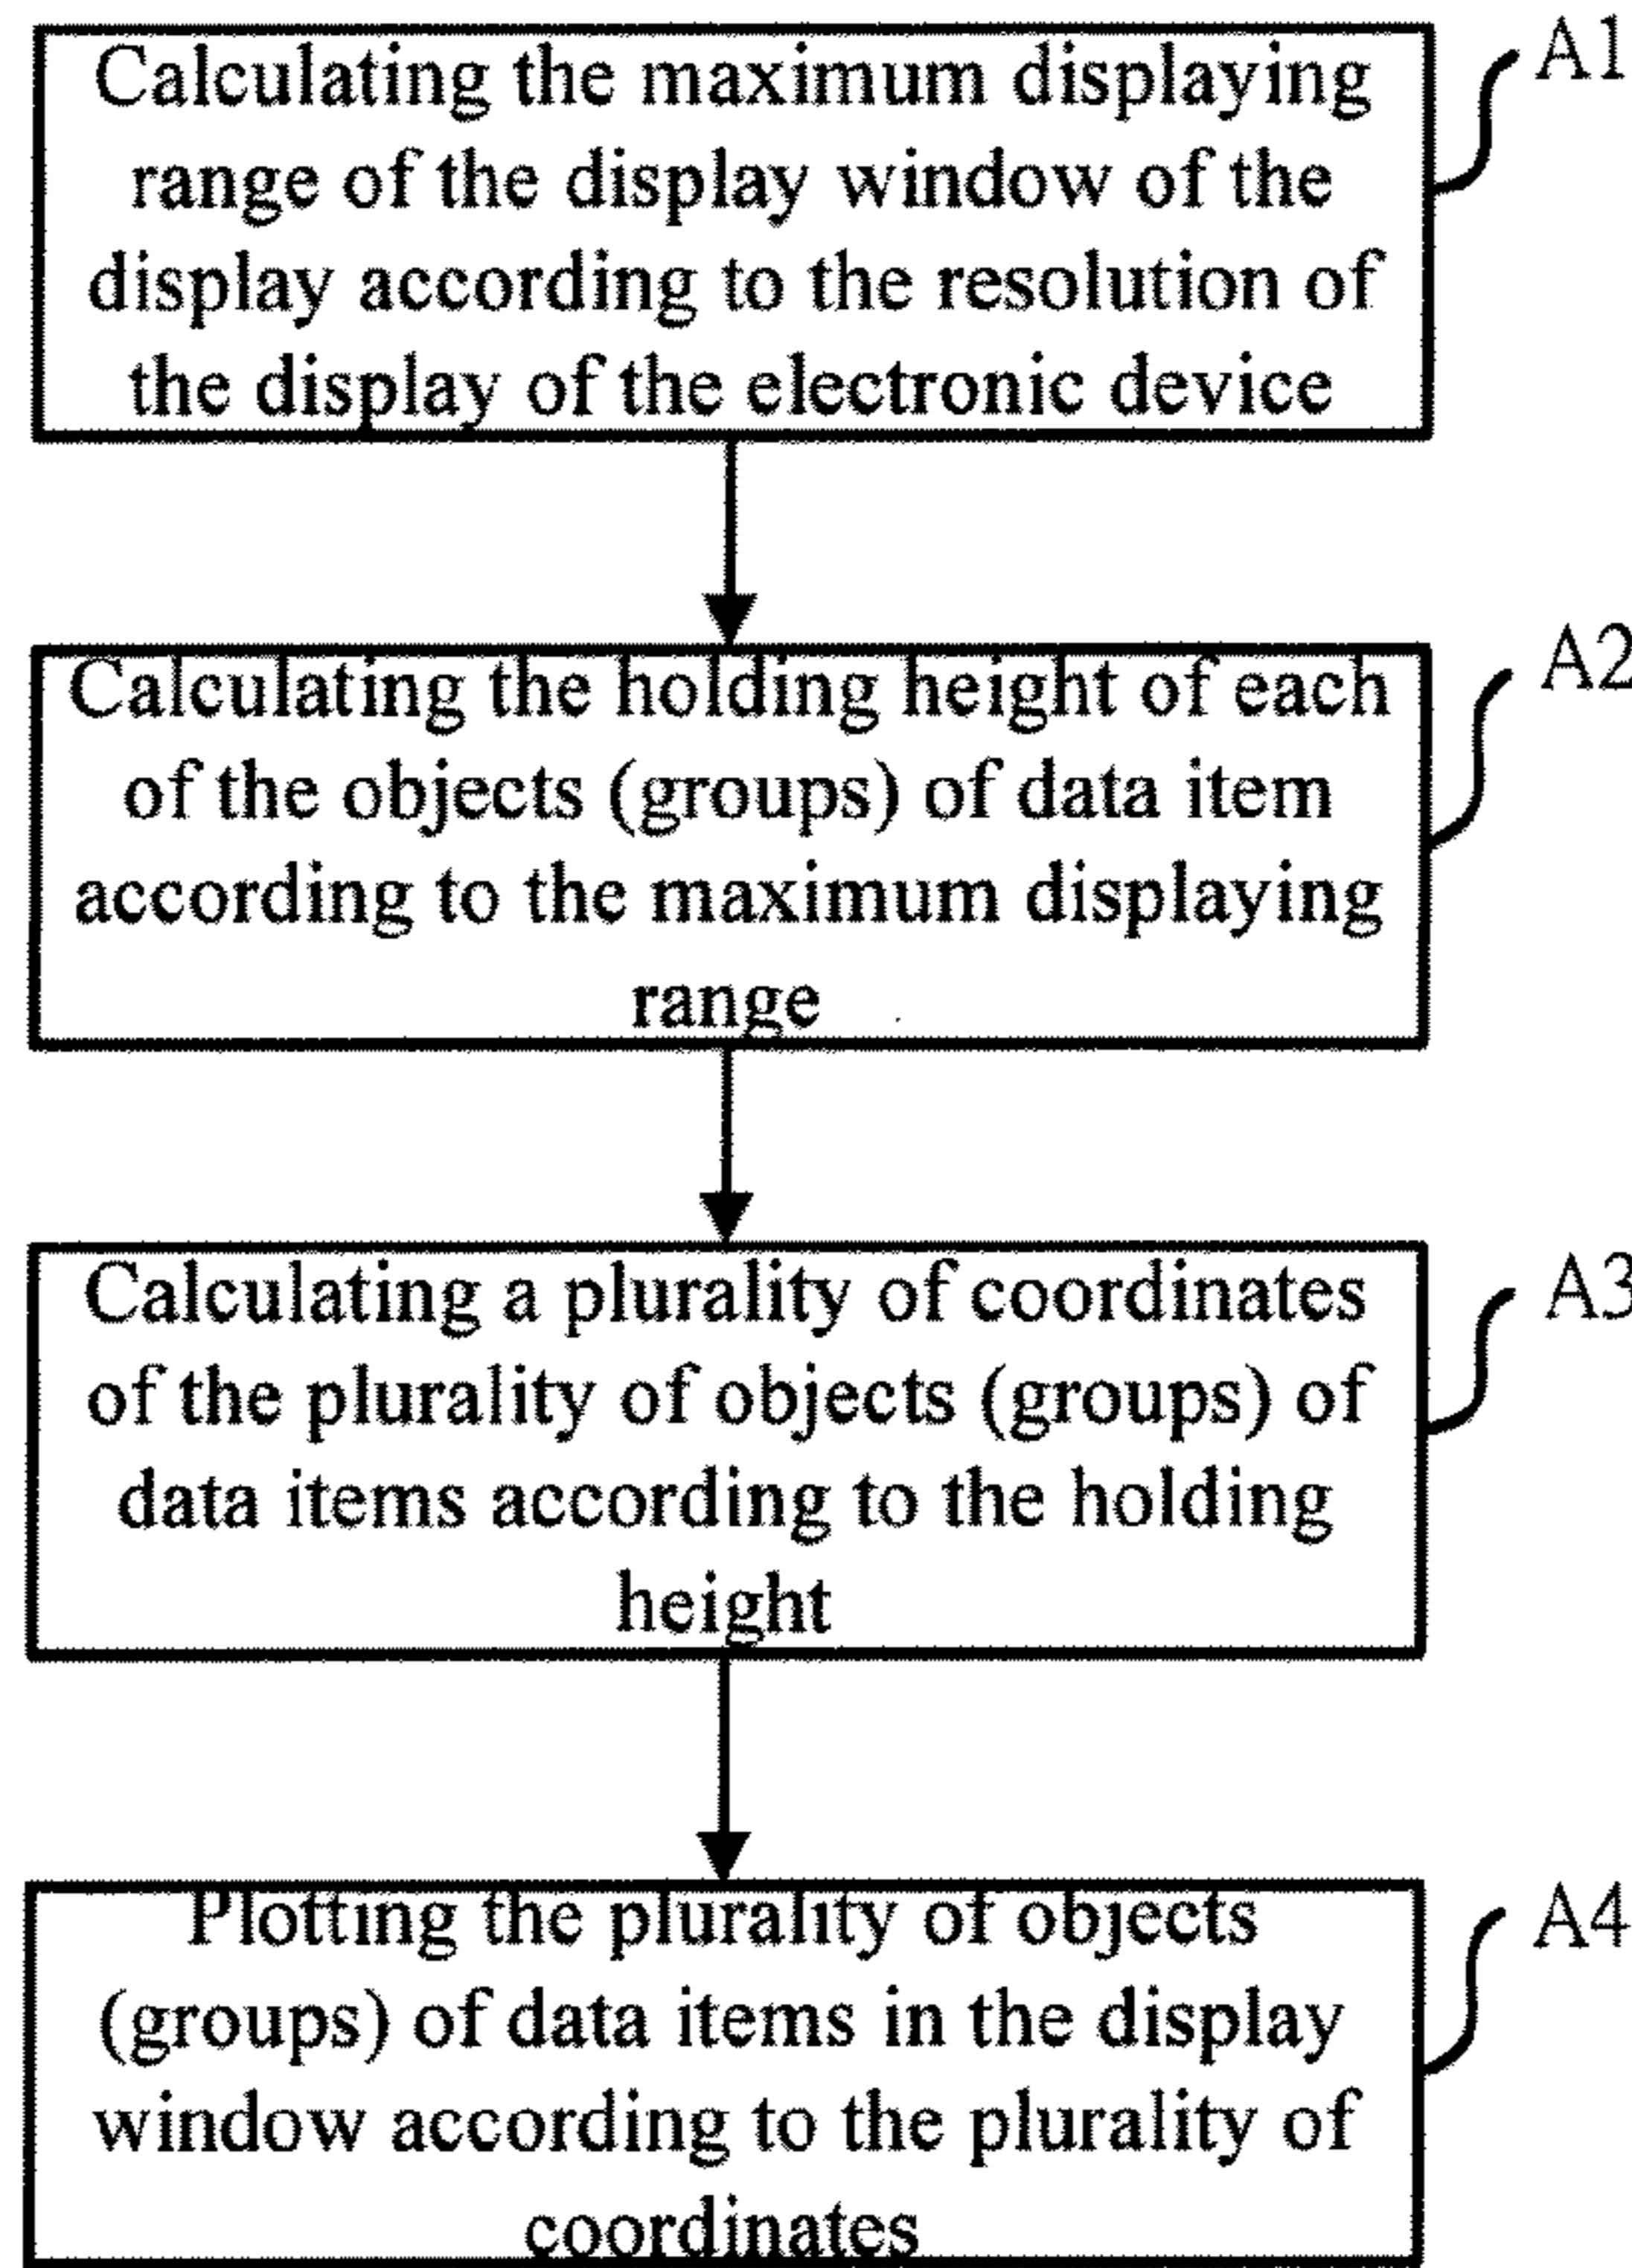 Calculating the maximum displaying
range of the display window of the
display according to the resolution of
the display of the electronic device
A1
Calculating the holding height of each
of the objects (groups) of data item
according to the maximum displaying
range
A2
Calculating a plurality of coordinates
of the plurality of objects (groups) of
data items according to the holding
height
A3
Plotting the plurality of objects
(groups) of data items in the display
window according to the plurality of
coordinates
A4